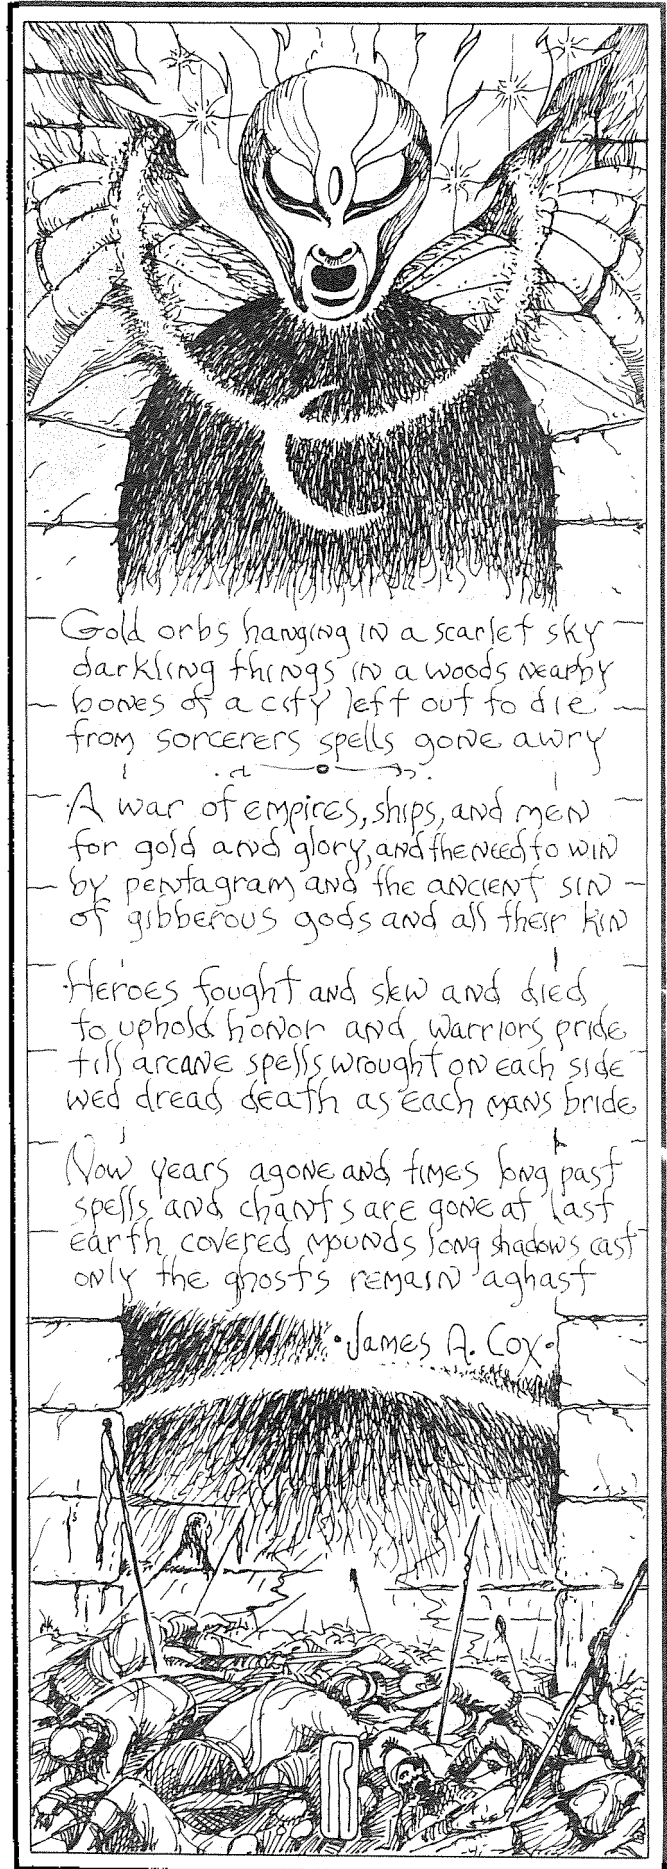 Gold orbs hanging in a scarlet sky
darkling things in a woods nearby
bones of a city left out to die
from sorcerers spells gone awry
A war of empires, ships, and men
for gold and glory, and the need to win
by pentagram and the ancient sin
of gibberous gods and all their kin
Heroes fought and slew and died
to uphold honor and warriors pride
till arcane spells wrought on each side
wed dread death as each mans bride
Now years agone and times long past
spells and chants are gone at last
earth covered mounds long shadows cast
only the ghosts remain aghast
·James A. Cox·